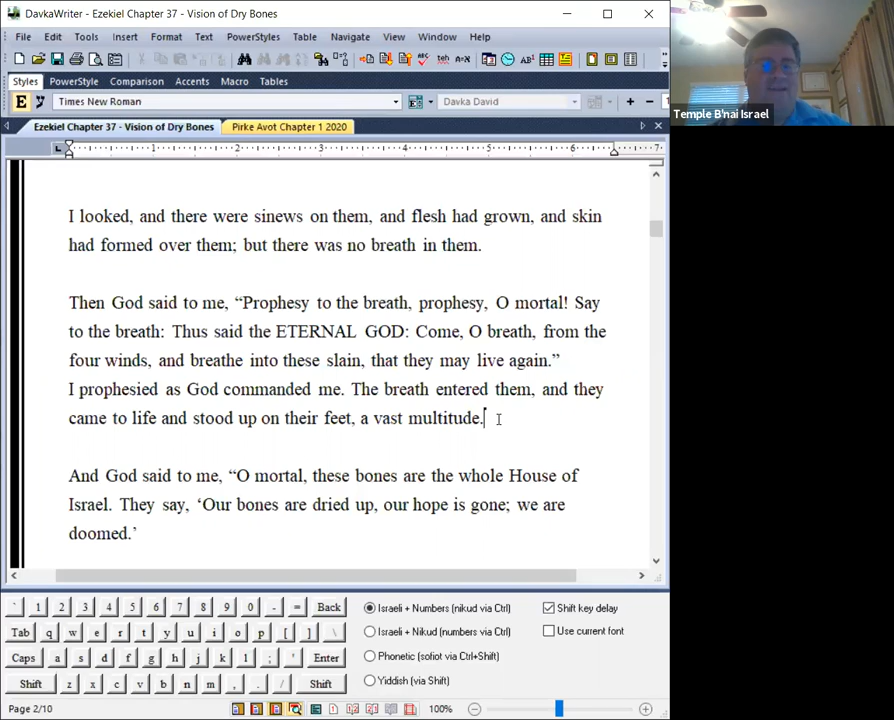 DavkaWriter - Ezekiel Chapter 37 - Vision of Dry Bones
File Edit Tools Insert Format Text PowerStyles Table Navigate View Window Help
Styles PowerStyle Comparison Accents Macro Tables
E Times New Roman Davka David
Ezekiel Chapter 37 - Vision of Dry Bones Pirke Avot Chapter 1 2020
1 2 3 4 5 6 7
I looked, and there were sinews on them, and flesh had grown, and skin
had formed over them; but there was no breath in them.
Then God said to me, “Prophesy to the breath, prophesy, O mortal! Say
to the breath: Thus said the ETERNAL GOD: Come, O breath, from the
four winds, and breathe into these slain, that they may live again.”
I prophesied as God commanded me. The breath entered them, and they
came to life and stood up on their feet, a vast multitude.
And God said to me, “O mortal, these bones are the whole House of
Israel. They say, ‘Our bones are dried up, our hope is gone; we are
doomed.’
` 1 2 3 4 5 6 7 8 9 0 - = Back
Tab q w e r t y u i o p [ ] \
Caps a s d f g h j k l ; ' Enter
Shift z x c v b n m , . / Shift
Israeli + Numbers (nikud via Ctrl)
Israeli + Nikud (numbers via Ctrl)
Phonetic (sofiot via Ctrl+Shift)
Yiddish (via Shift)
Shift key delay
Use current font
Page 2/10
100%
Temple B'nai Israel